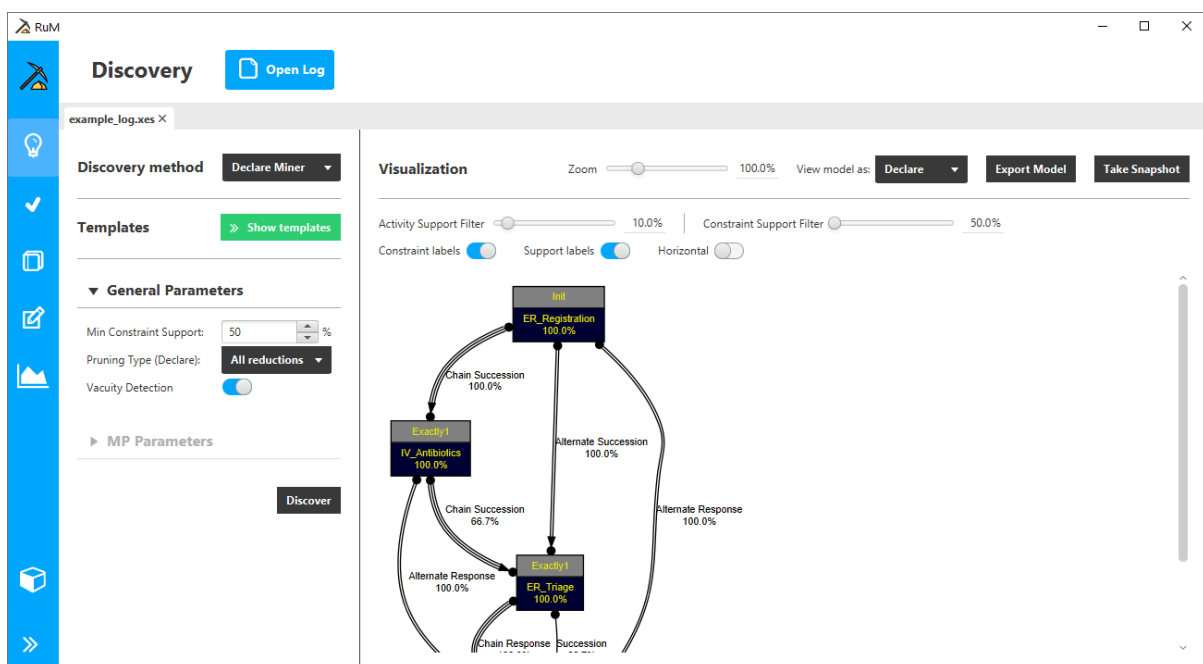 RuM
Discovery
Open Log
example_log.xes
Discovery method
Declare Miner
Templates
Show templates
General Parameters
Min Constraint Support:
50
%
Pruning Type (Declare):
All reductions
Vacuity Detection
MP Parameters
Discover
Visualization
Zoom
100.0%
View model as:
Declare
Export Model
Take Snapshot
Activity Support Filter
10.0%
Constraint Support Filter
50.0%
Constraint labels
Support labels
Horizontal
Init
ER_Registration
100.0%
Chain Succession
100.0%
Exactly1
IV_Antibiotics
100.0%
Alternate Succession
100.0%
Chain Succession
66.7%
Alternate Response
100.0%
Exactly1
ER_Triage
100.0%
Alternate Response
100.0%
Chain Response
Succession